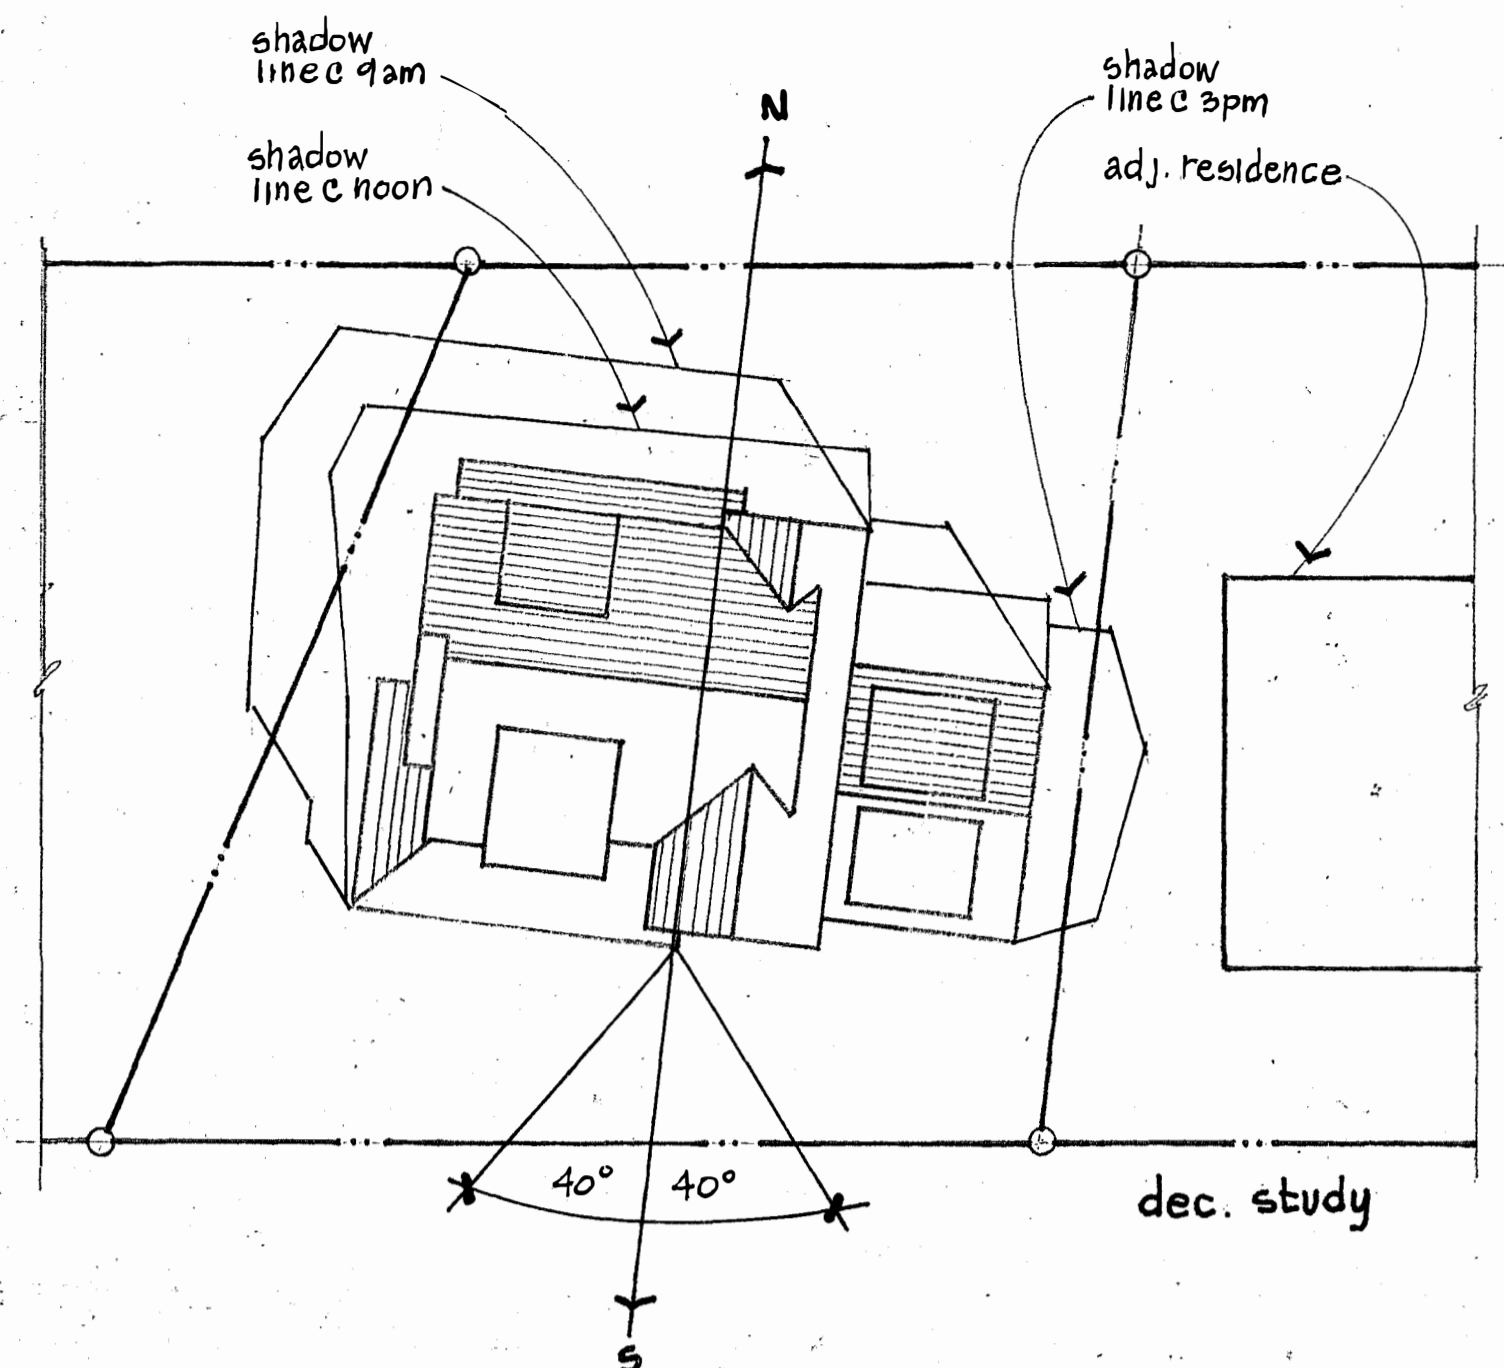 shadow
line @ 9am
shadow
line @ noon
N
shadow
line @ 3pm
adj. residence
40° 40°
dec. study
S